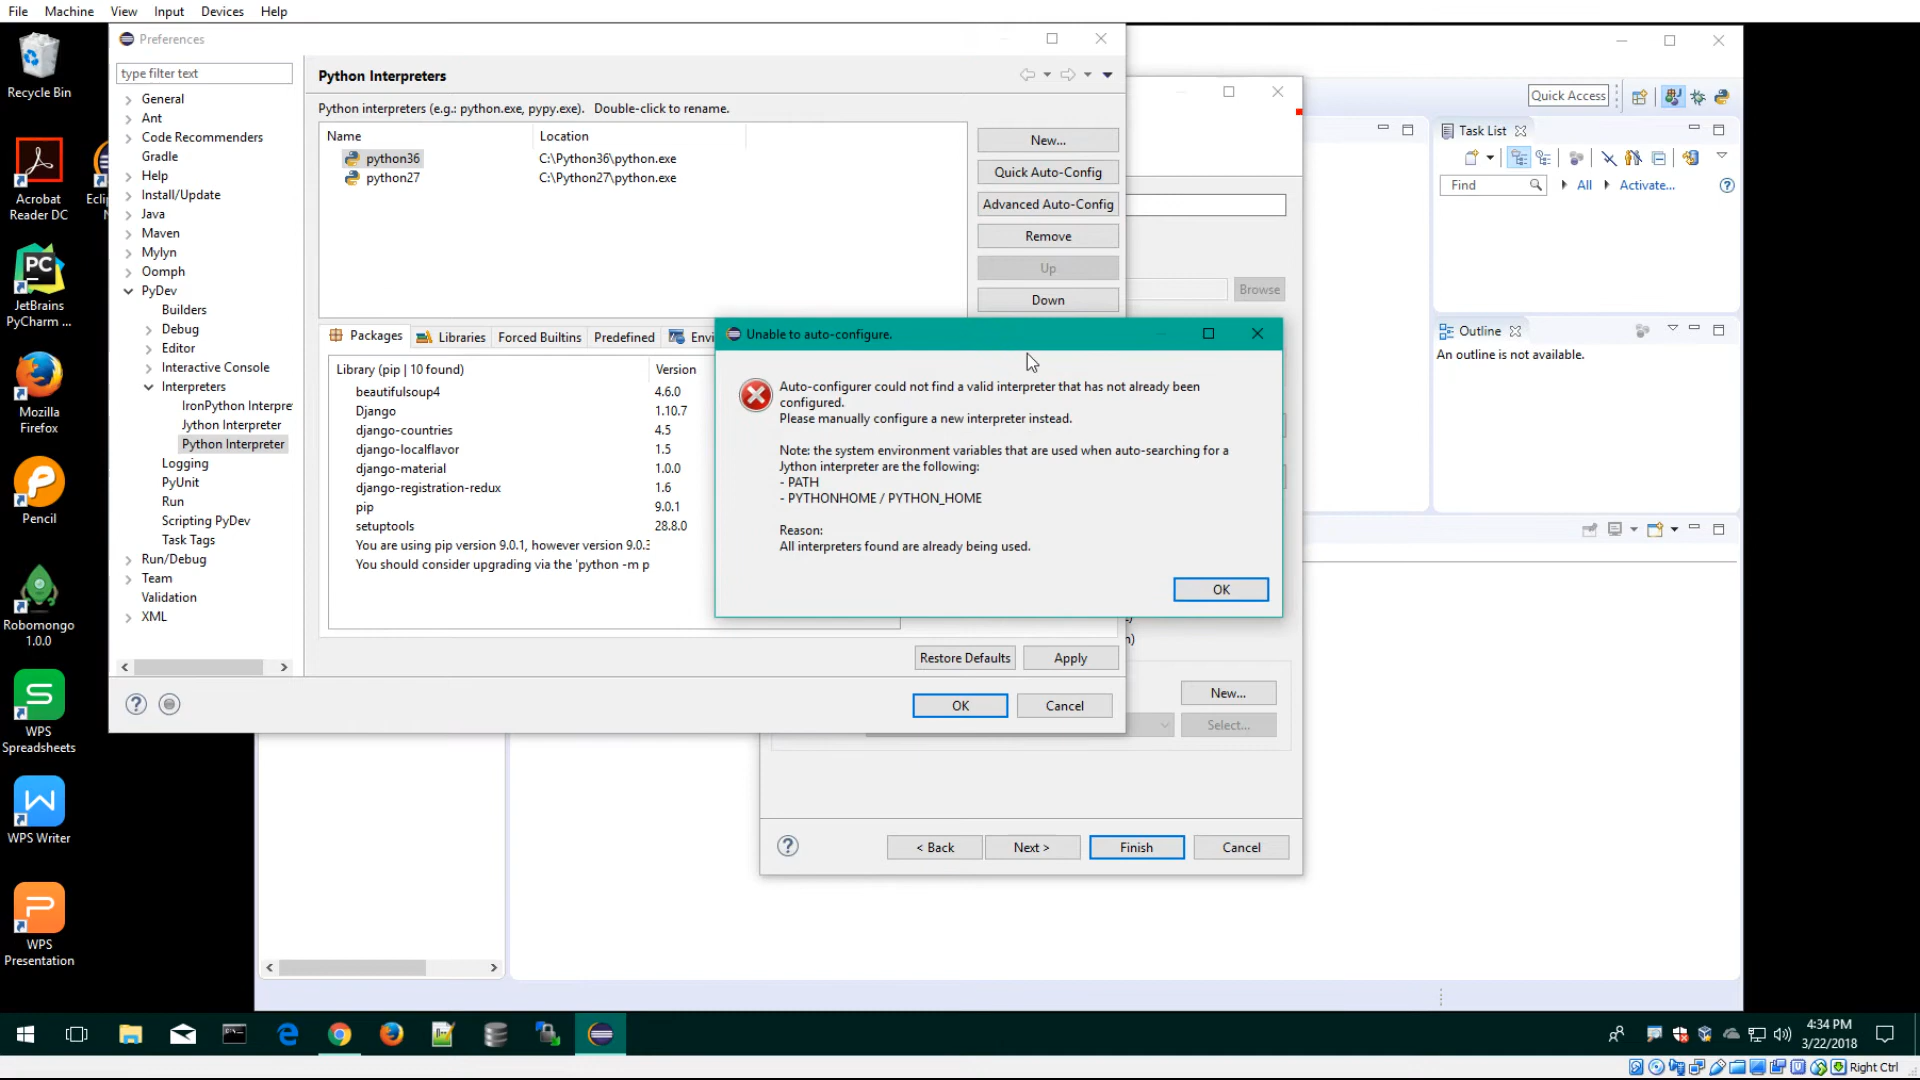 File Machine View Input Devices Help
Preferences
type filter text
General
Ant
Code Recommenders
Gradle
Help
Install/Update
Java
Maven
Mylyn
Oomph
PyDev
Builders
Debug
Editor
Interactive Console
Interpreters
IronPython Interpre
Jython Interpreter
Python Interpreter
Logging
PyUnit
Run
Scripting PyDev
Task Tags
Run/Debug
Team
Validation
XML
Python Interpreters
Python interpreters (e.g.: python.exe, pypy.exe).   Double-click to rename.
Name Location
python36 C:\Python36\python.exe
python27 C:\Python27\python.exe
New...
Quick Auto-Config
Advanced Auto-Config
Remove
Up
Down
Packages Libraries Forced Builtins Predefined Envi
Library (pip | 10 found) Version
beautifulsoup4 4.6.0
Django 1.10.7
django-countries 4.5
django-localflavor 1.5
django-material 1.0.0
django-registration-redux 1.6
pip 9.0.1
setuptools 28.8.0
You are using pip version 9.0.1, however version 9.0.3
You should consider upgrading via the 'python -m p
Restore Defaults Apply
OK Cancel
Unable to auto-configure.
Auto-configurer could not find a valid interpreter that has not already been
configured.
Please manually configure a new interpreter instead.
Note: the system environment variables that are used when auto-searching for a
Jython interpreter are the following:
- PATH
- PYTHONHOME / PYTHON_HOME
Reason:
All interpreters found are already being used.
OK
Browse
n)
New...
Select...
< Back Next > Finish Cancel
Quick Access
Task List
Find All Activate...
Outline
An outline is not available.
Recycle Bin
Acrobat
Reader DC
Ecli
N
JetBrains
PyCharm ...
Mozilla
Firefox
Pencil
Robomongo
1.0.0
WPS
Spreadsheets
WPS Writer
WPS
Presentation
4:34 PM
3/22/2018
Right Ctrl